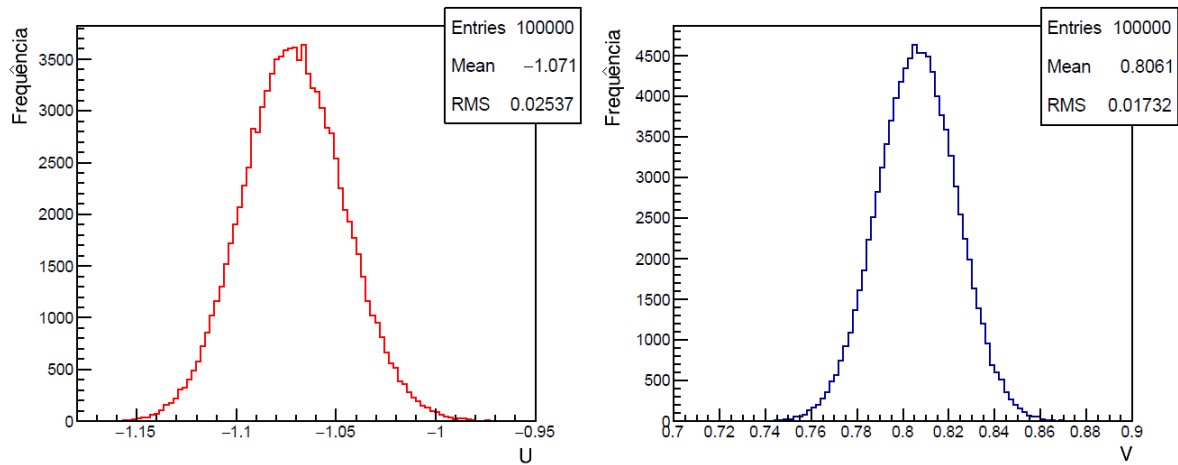 Entries 100000
Mean −1.071
RMS 0.02537
Frequência
3500
3000
2500
2000
1500
1000
500
0
−1.15 −1.1 −1.05 −1 −0.95
U
Entries 100000
Mean 0.8061
RMS 0.01732
Frequência
4500
4000
3500
3000
2500
2000
1500
1000
500
0
0.7 0.72 0.74 0.76 0.78 0.8 0.82 0.84 0.86 0.88 0.9
V